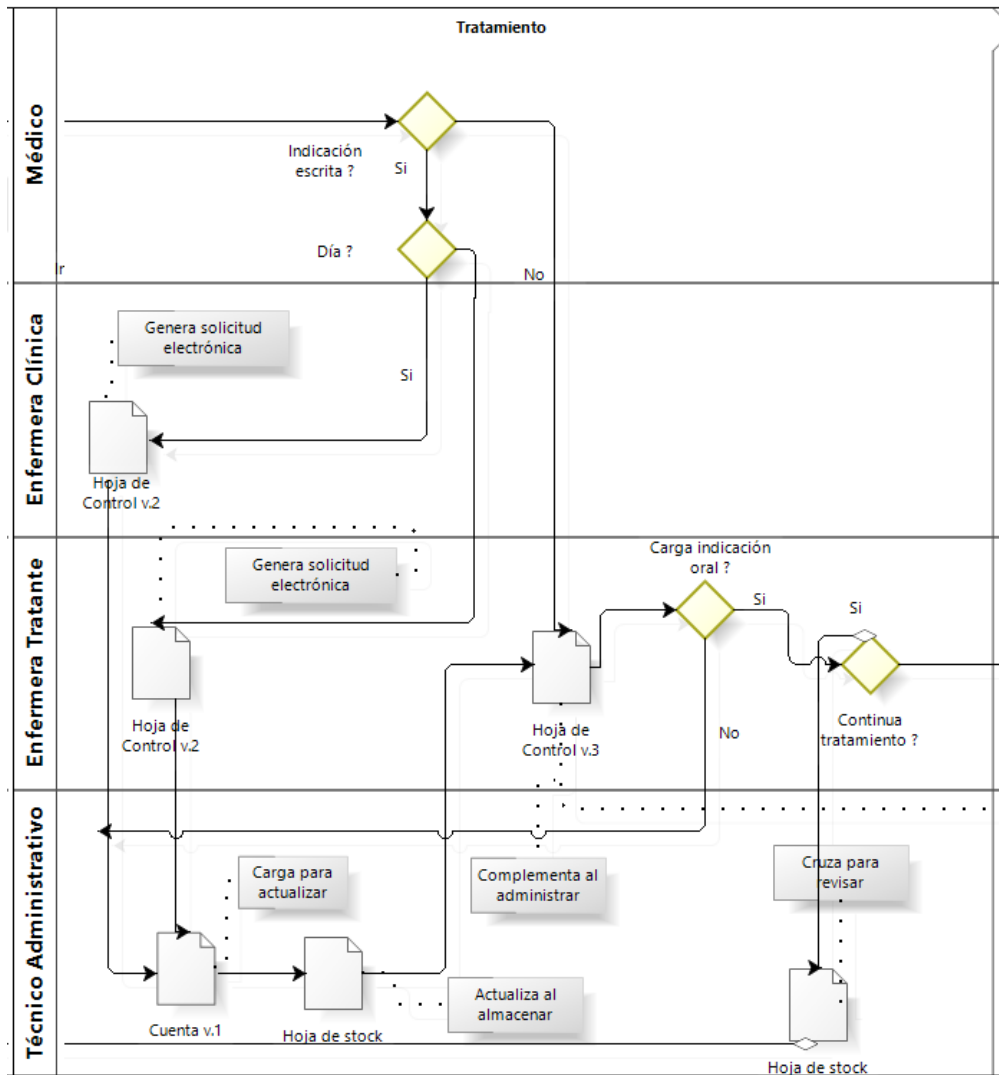 Tratamiento
Médico
Indicación
escrita ?
Si
Día ?
No
Ir
Enfermera Clínica
Genera solicitud
electrónica
Si
Hoja de
Control v.2
Enfermera Tratante
Carga indicación
oral ?
Genera solicitud
electrónica
Si
Si
Hoja de
Control v.2
Hoja de
Control v.3
No
Continua
tratamiento ?
Técnico Administrativo
Carga para
actualizar
Complementa al
administrar
Cruza para
revisar
Actualiza al
almacenar
Cuenta v.1
Hoja de stock
Hoja de stock